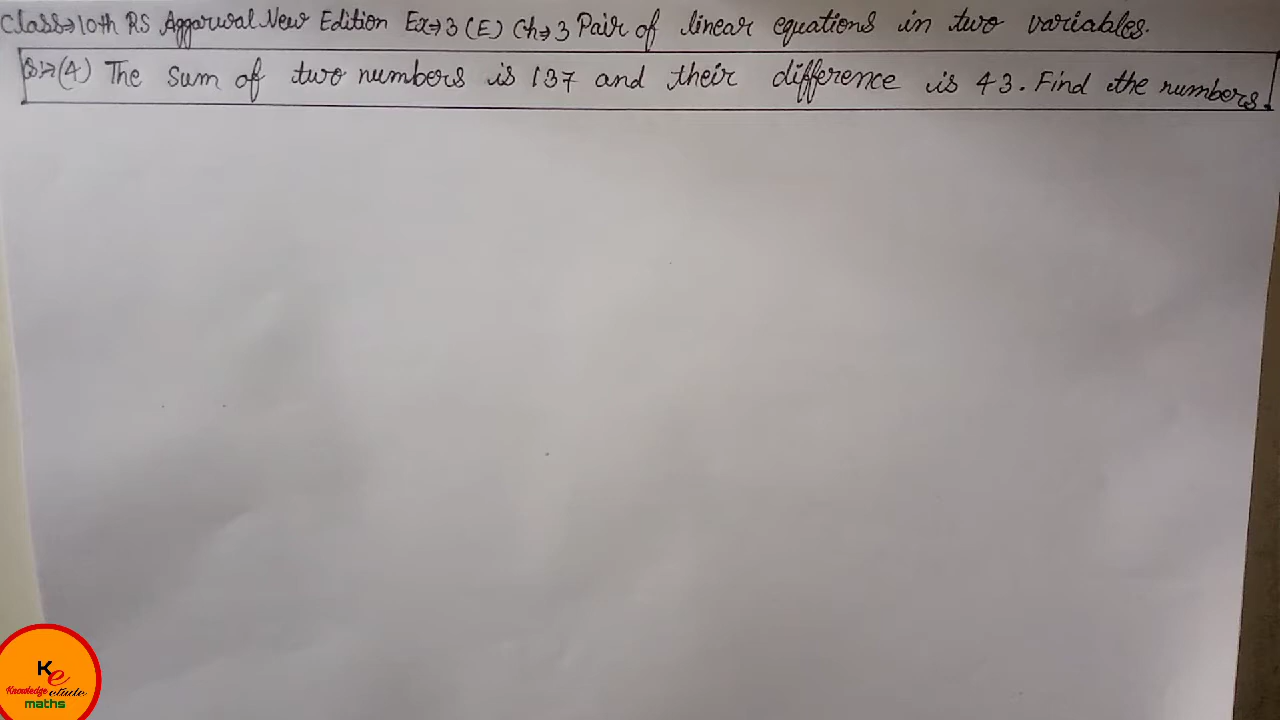 Class→10th RS Aggarwal New Edition Ex→3(E) Ch→3 Pair of linear equations in two variables.
Q:→(4) The sum of two numbers is 137 and their difference is 43. Find the numbers.
Ke
Knowledge
maths